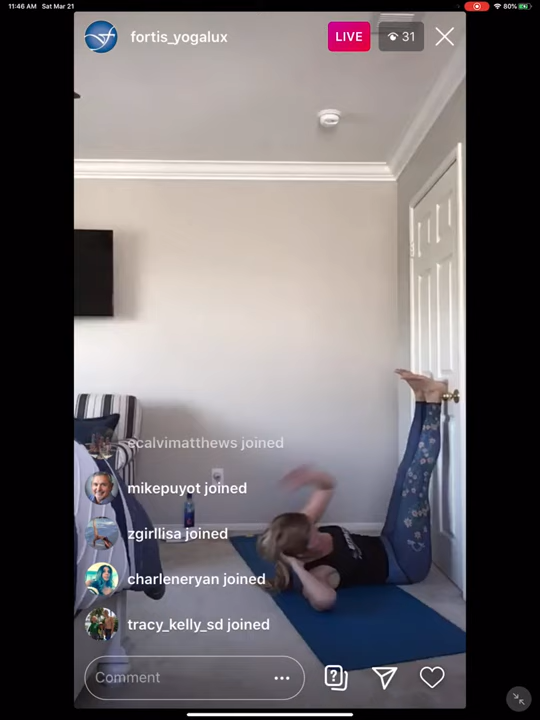 11:46 AM Sat Mar 21
80%
fortis_yogalux
LIVE
31
ecalvimatthews joined
mikepuyot joined
zgirllisa joined
charleneryan joined
tracy_kelly_sd joined
Comment